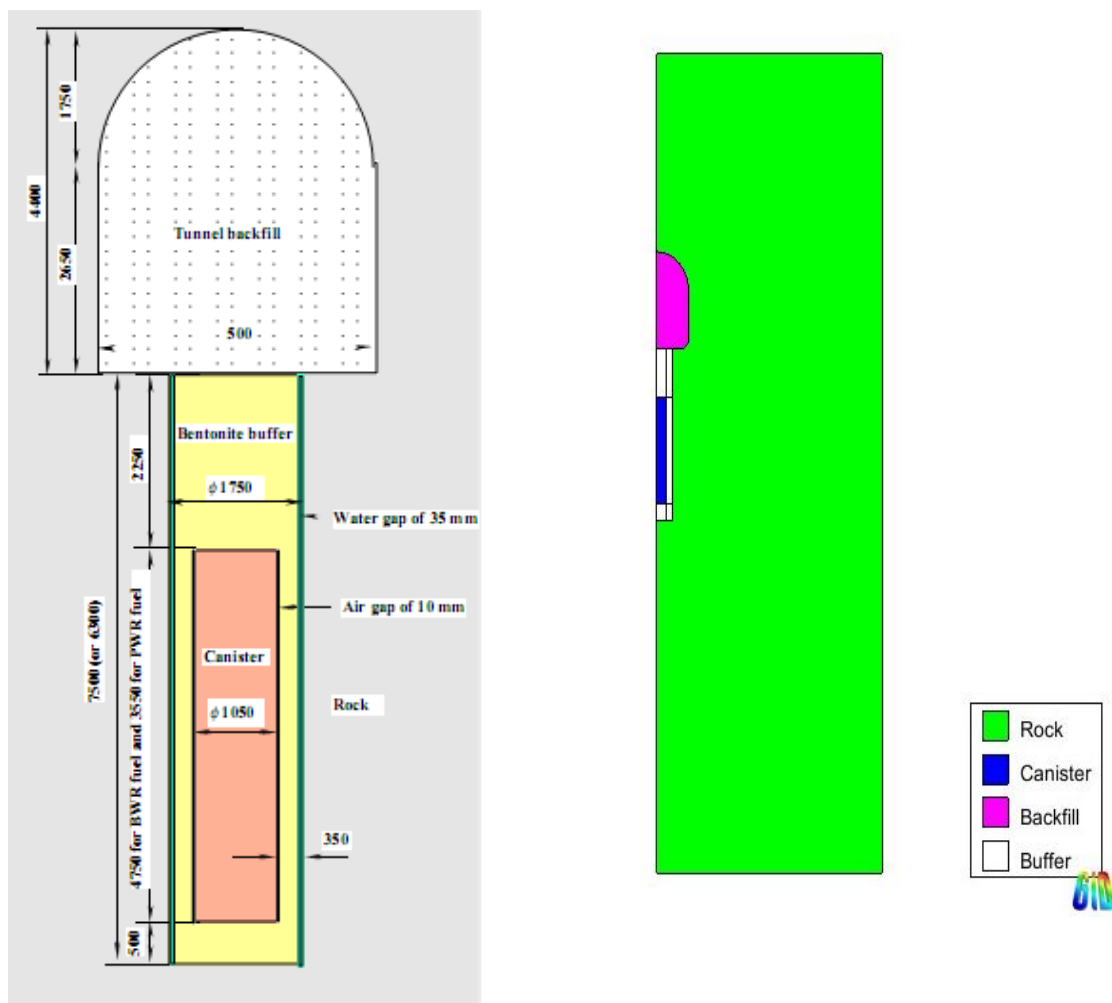 4400
1750
2650
Tunnel backfill
500
Bentonite buffer
2250
ϕ1750
Water gap of 35 mm
7500 (or 6300)
4750 for BWR fuel and 3550 for PWR fuel
Air gap of 10 mm
Canister
Rock
ϕ1050
350
500
Rock
Canister
Backfill
Buffer
GiD